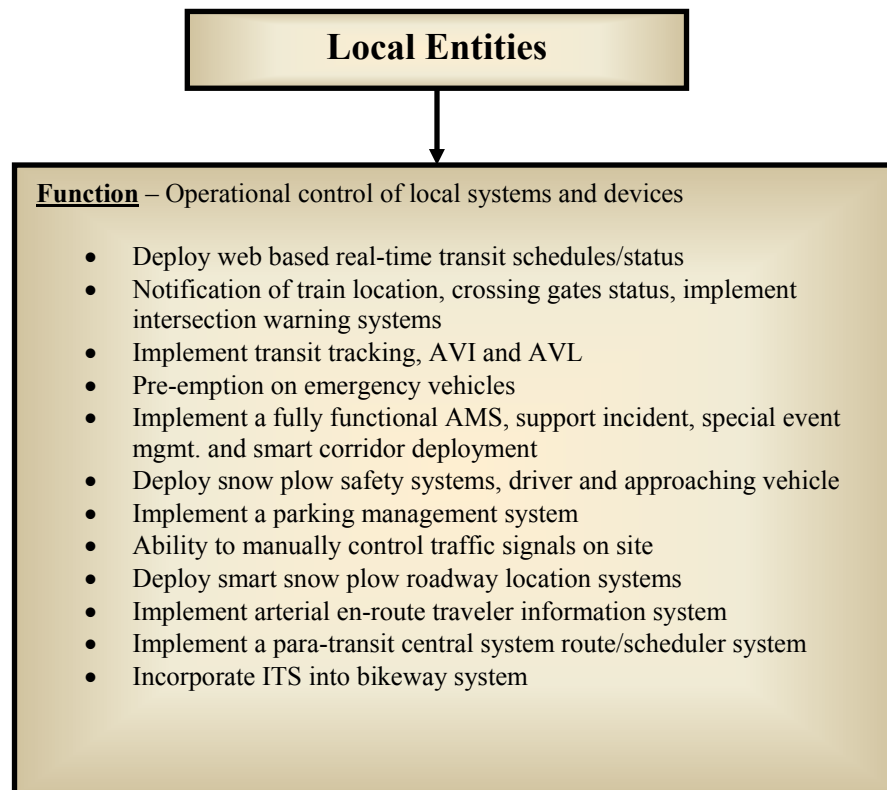 Local Entities
Function – Operational control of local systems and devices
• Deploy web based real-time transit schedules/status
• Notification of train location, crossing gates status, implement
intersection warning systems
• Implement transit tracking, AVI and AVL
• Pre-emption on emergency vehicles
• Implement a fully functional AMS, support incident, special event
mgmt. and smart corridor deployment
• Deploy snow plow safety systems, driver and approaching vehicle
• Implement a parking management system
• Ability to manually control traffic signals on site
• Deploy smart snow plow roadway location systems
• Implement arterial en-route traveler information system
• Implement a para-transit central system route/scheduler system
• Incorporate ITS into bikeway system